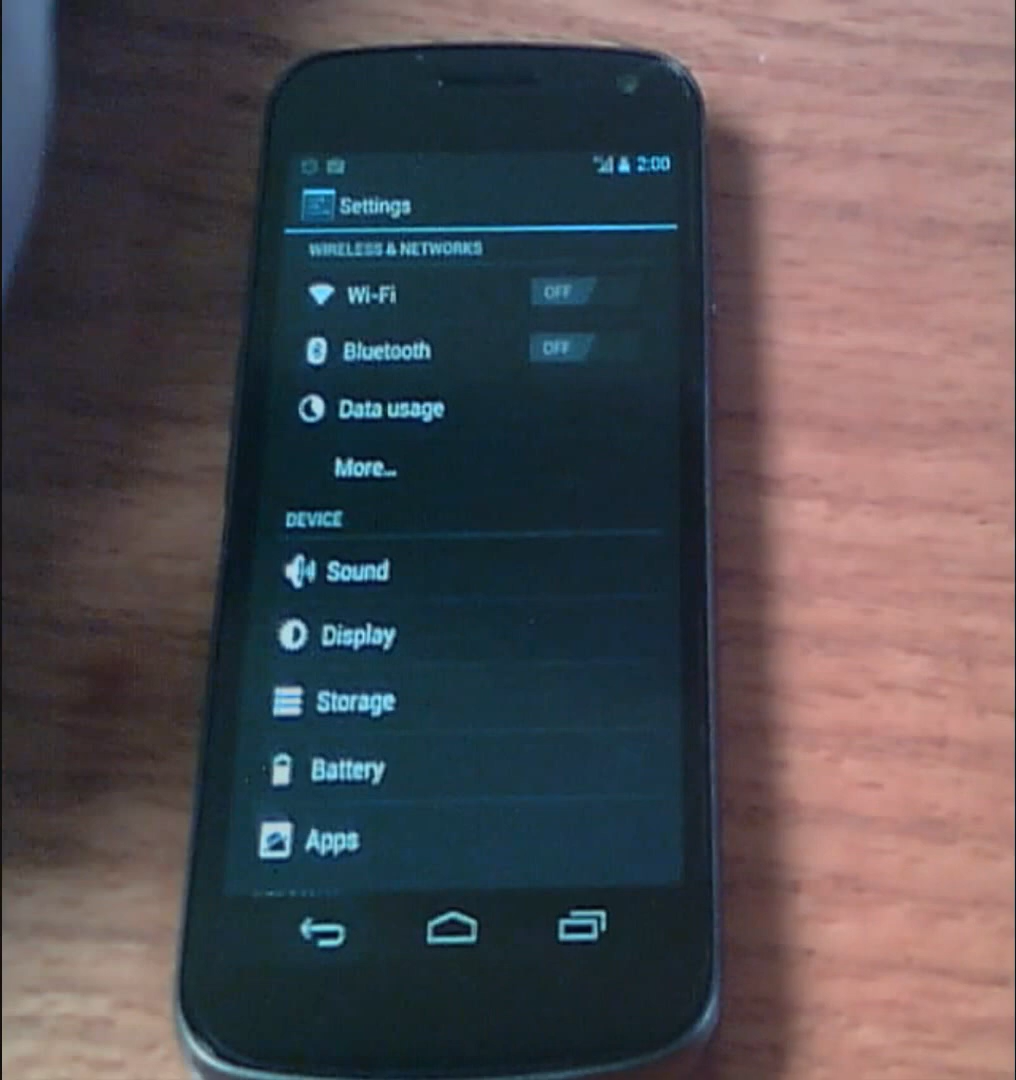 2:00
Settings
WIRELESS & NETWORKS
Wi-Fi OFF
Bluetooth OFF
Data usage
More...
DEVICE
Sound
Display
Storage
Battery
Apps